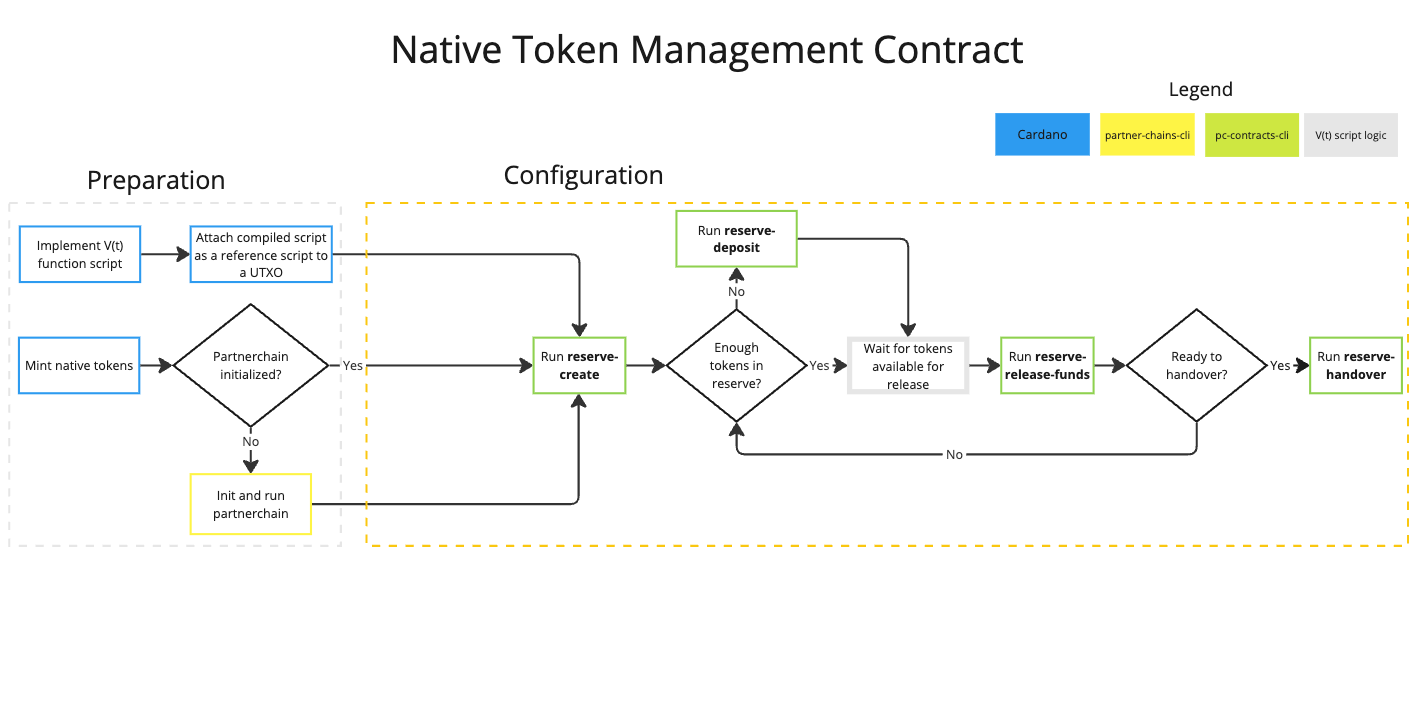 Native Token Management Contract
Legend
Cardano
partner-chains-cli
pc-contracts-cli
V(t) script logic
Preparation
Configuration
Implement V(t)
function script
Attach compiled script
as a reference script to
a UTXO
Run reserve-
deposit
No
Mint native tokens
Partnerchain
initialized?
Yes
Run reserve-
create
Enough
tokens in
reserve?
Yes
Wait for tokens
available for
release
Run reserve-
release-funds
Ready to
handover?
Yes
Run reserve-
handover
No
No
Init and run
partnerchain